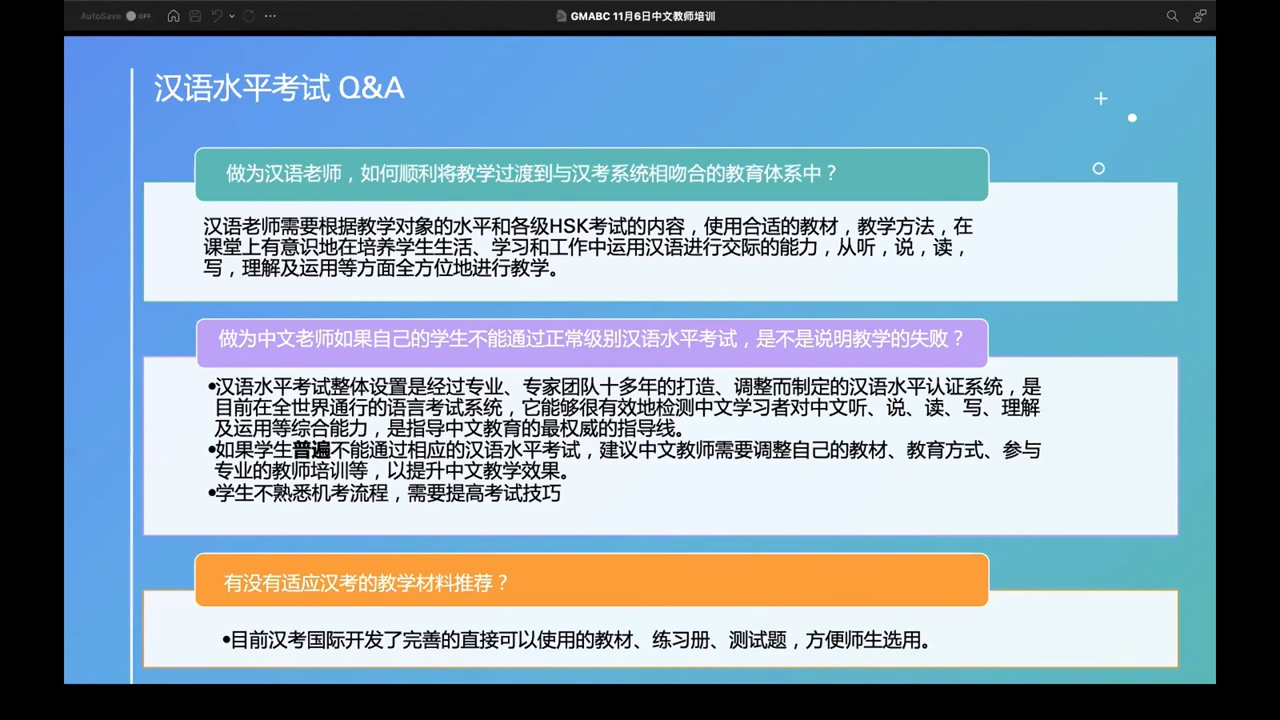 AutoSave OFF
GMABC 11月6日中文教师培训
汉语水平考试 Q&A
做为汉语老师，如何顺利将教学过渡到与汉考系统相吻合的教育体系中？
汉语老师需要根据教学对象的水平和各级HSK考试的内容，使用合适的教材，教学方法，在
课堂上有意识地在培养学生生活、学习和工作中运用汉语进行交际的能力，从听，说，读，
写，理解及运用等方面全方位地进行教学。
做为中文老师如果自己的学生不能通过正常级别汉语水平考试，是不是说明教学的失败？
•汉语水平考试整体设置是经过专业、专家团队十多年的打造、调整而制定的汉语水平认证系统，是
目前在全世界通行的语言考试系统，它能够很有效地检测中文学习者对中文听、说、读、写、理解
及运用等综合能力，是指导中文教育的最权威的指导线。
•如果学生普遍不能通过相应的汉语水平考试，建议中文教师需要调整自己的教材、教育方式、参与
专业的教师培训等，以提升中文教学效果。
•学生不熟悉机考流程，需要提高考试技巧
有没有适应汉考的教学材料推荐？
•目前汉考国际开发了完善的直接可以使用的教材、练习册、测试题，方便师生选用。